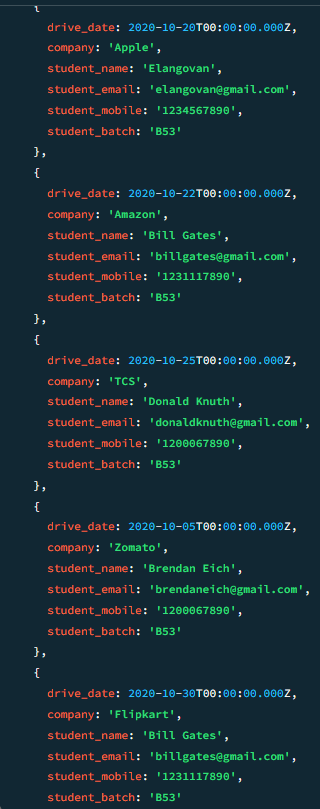 {
drive_date: 2020-10-20T00:00:00.000Z,
company: 'Apple',
student_name: 'Elangovan',
student_email: 'elangovan@gmail.com',
student_mobile: '1234567890',
student_batch: 'B53'
},
{
drive_date: 2020-10-22T00:00:00.000Z,
company: 'Amazon',
student_name: 'Bill Gates',
student_email: 'billgates@gmail.com',
student_mobile: '1231117890',
student_batch: 'B53'
},
{
drive_date: 2020-10-25T00:00:00.000Z,
company: 'TCS',
student_name: 'Donald Knuth',
student_email: 'donaldknuth@gmail.com',
student_mobile: '1200067890',
student_batch: 'B53'
},
{
drive_date: 2020-10-05T00:00:00.000Z,
company: 'Zomato',
student_name: 'Brendan Eich',
student_email: 'brendaneich@gmail.com',
student_mobile: '1200067890',
student_batch: 'B53'
},
{
drive_date: 2020-10-30T00:00:00.000Z,
company: 'Flipkart',
student_name: 'Bill Gates',
student_email: 'billgates@gmail.com',
student_mobile: '1231117890',
student_batch: 'B53'